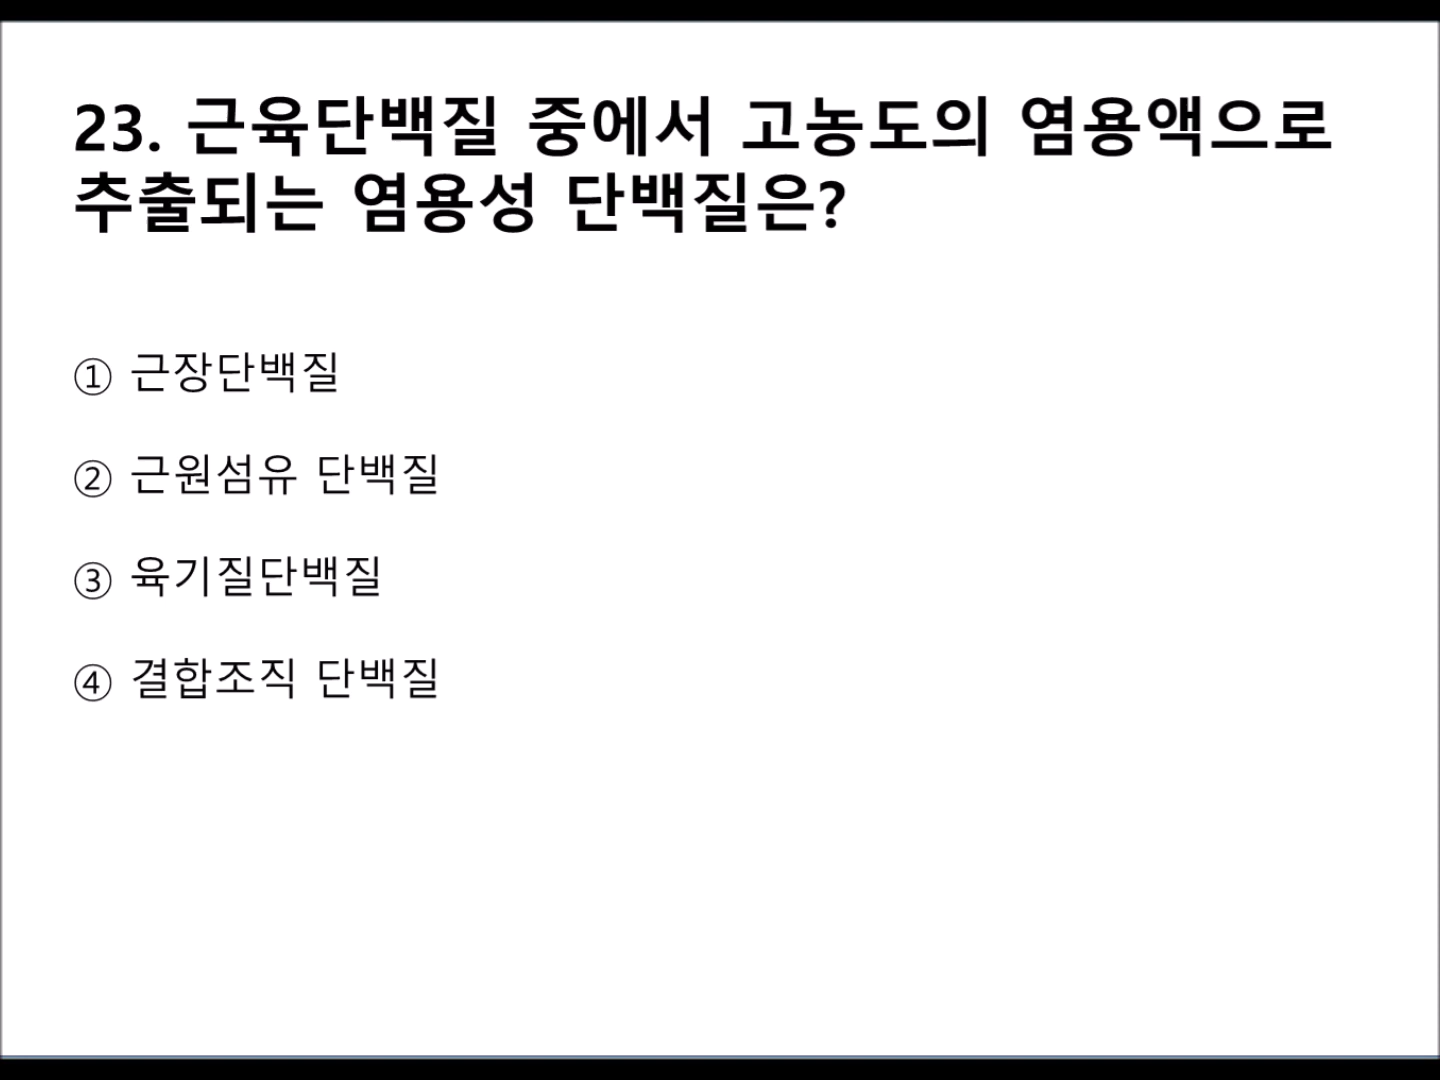 23. 근육단백질 중에서 고농도의 염용액으로
추출되는 염용성 단백질은?
① 근장단백질
② 근원섬유 단백질
③ 육기질단백질
④ 결합조직 단백질